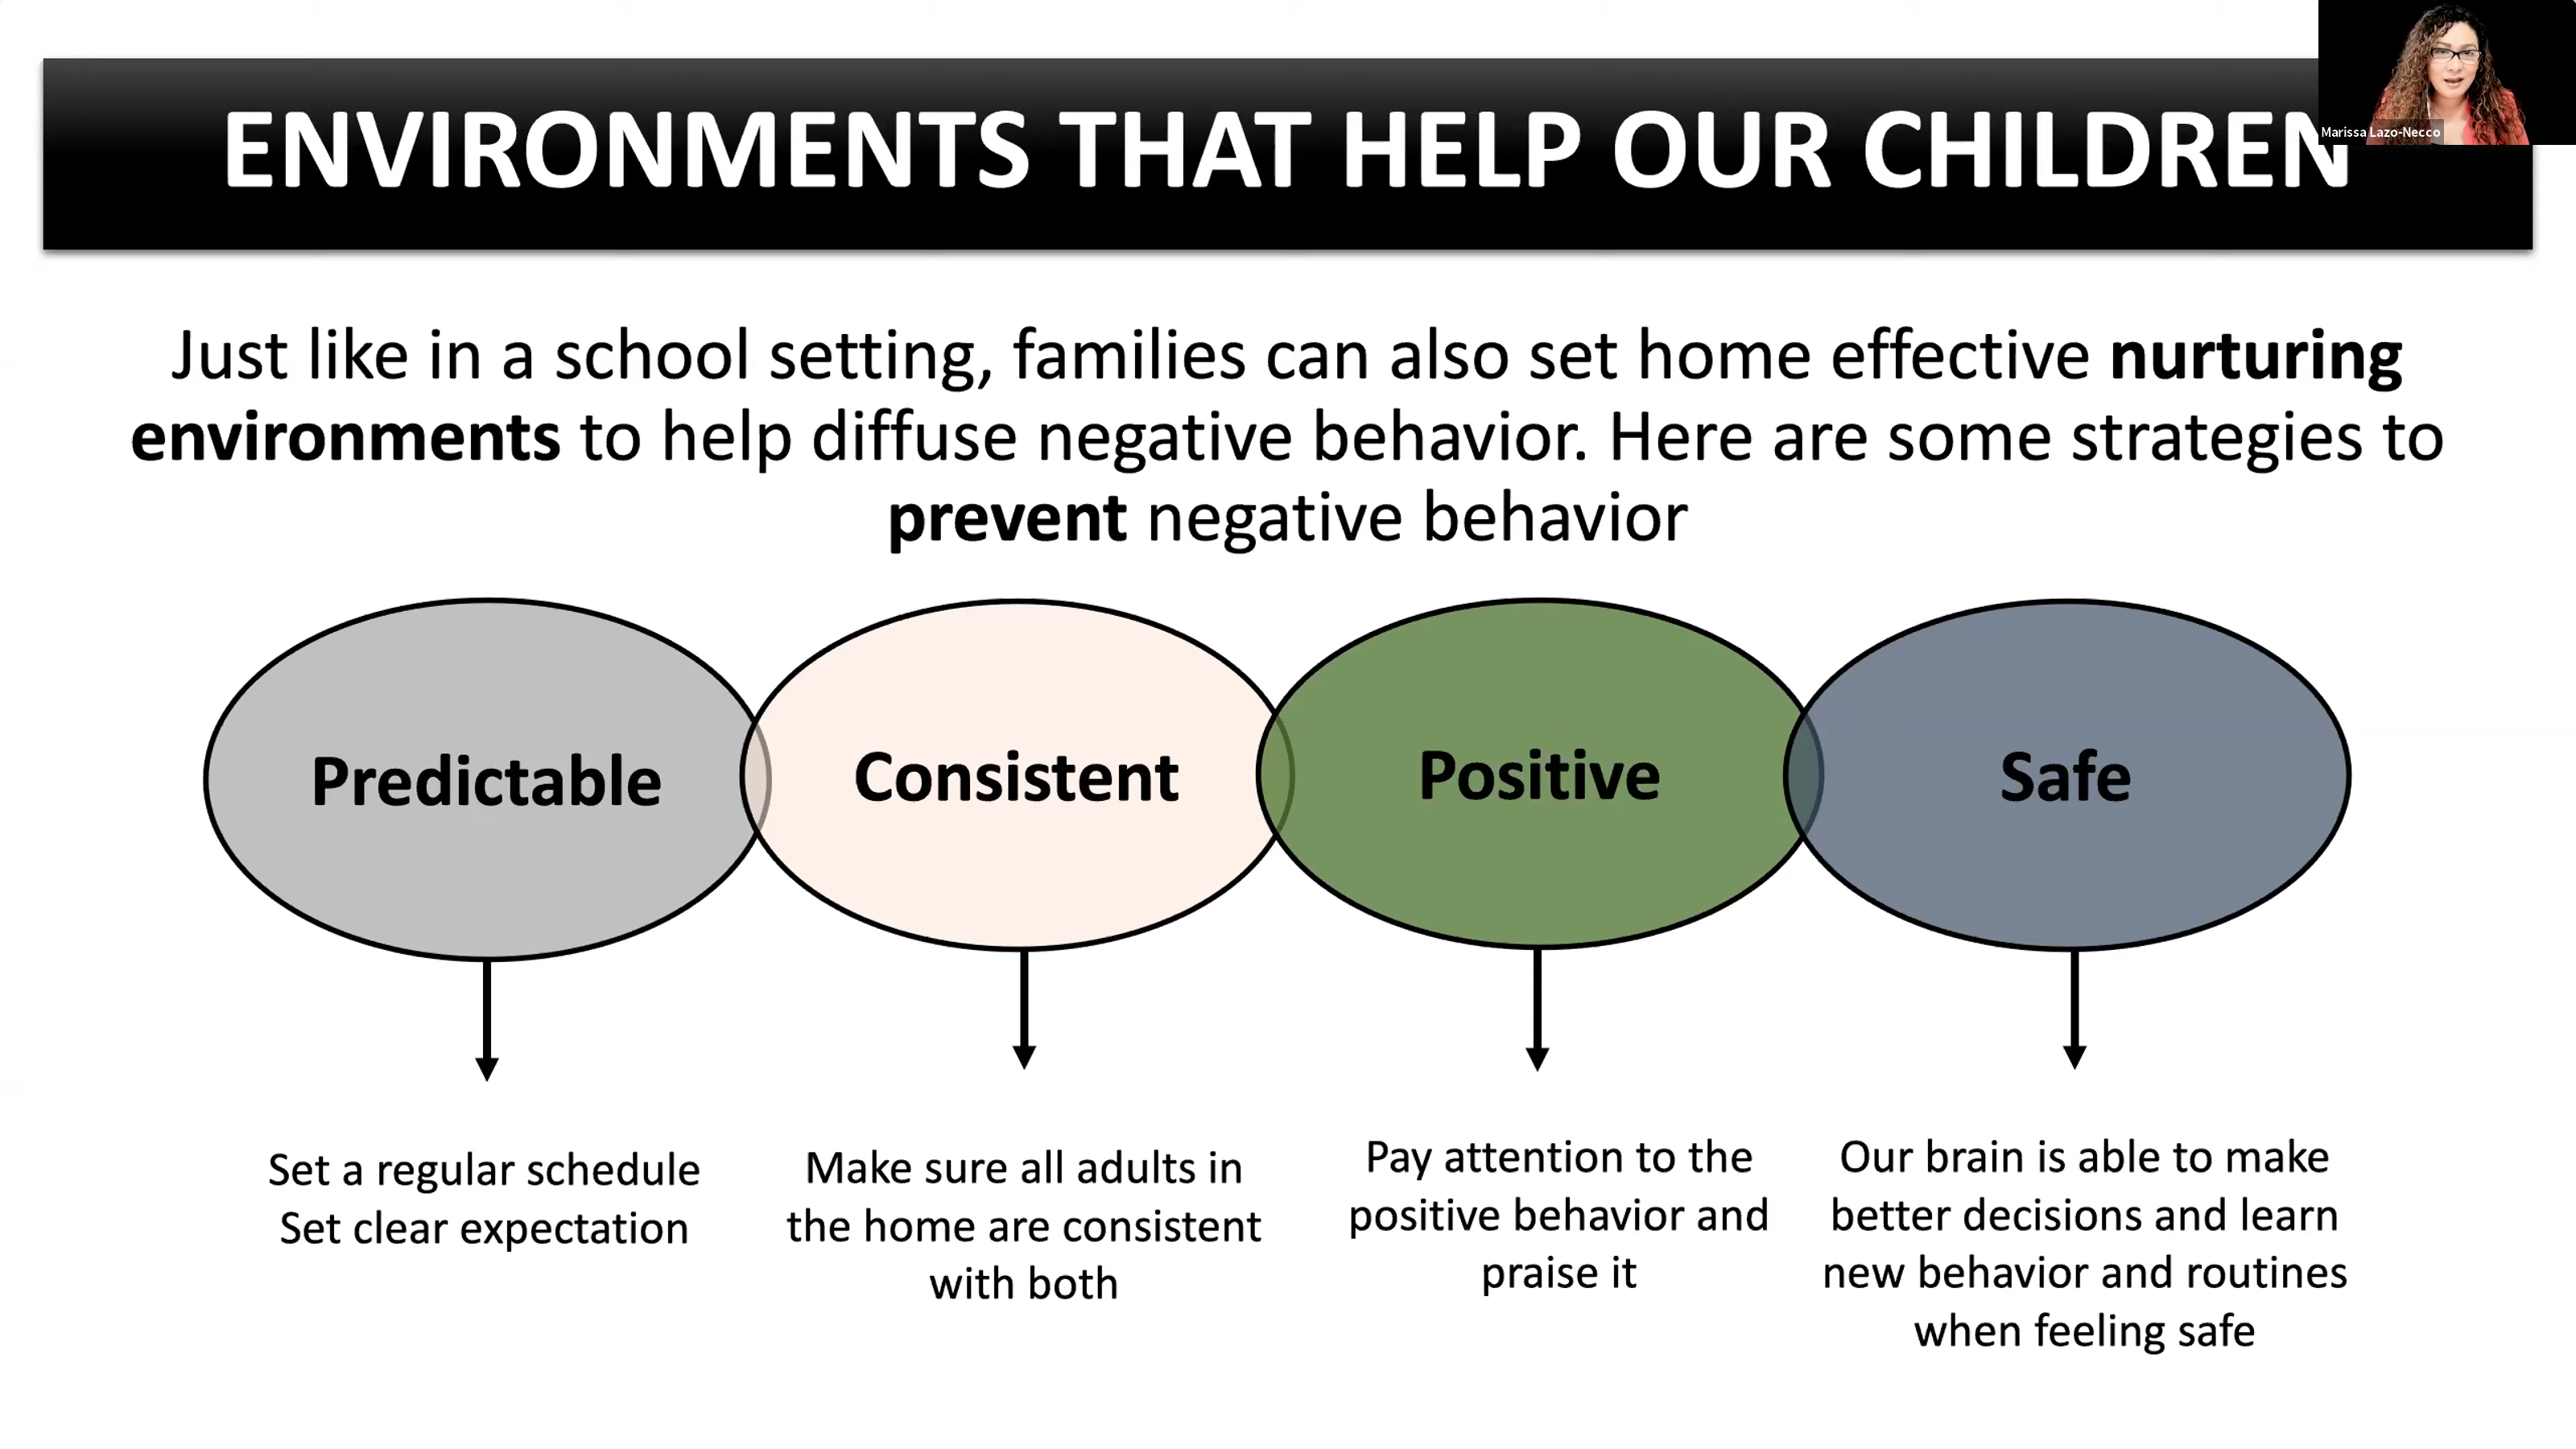 ENVIRONMENTS THAT HELP OUR CHILDREN
Marissa Lazo-Necco
Just like in a school setting, families can also set home effective nurturing
environments to help diffuse negative behavior. Here are some strategies to
prevent negative behavior
Predictable
Consistent
Positive
Safe
Set a regular schedule
Set clear expectation
Make sure all adults in
the home are consistent
with both
Pay attention to the
positive behavior and
praise it
Our brain is able to make
better decisions and learn
new behavior and routines
when feeling safe